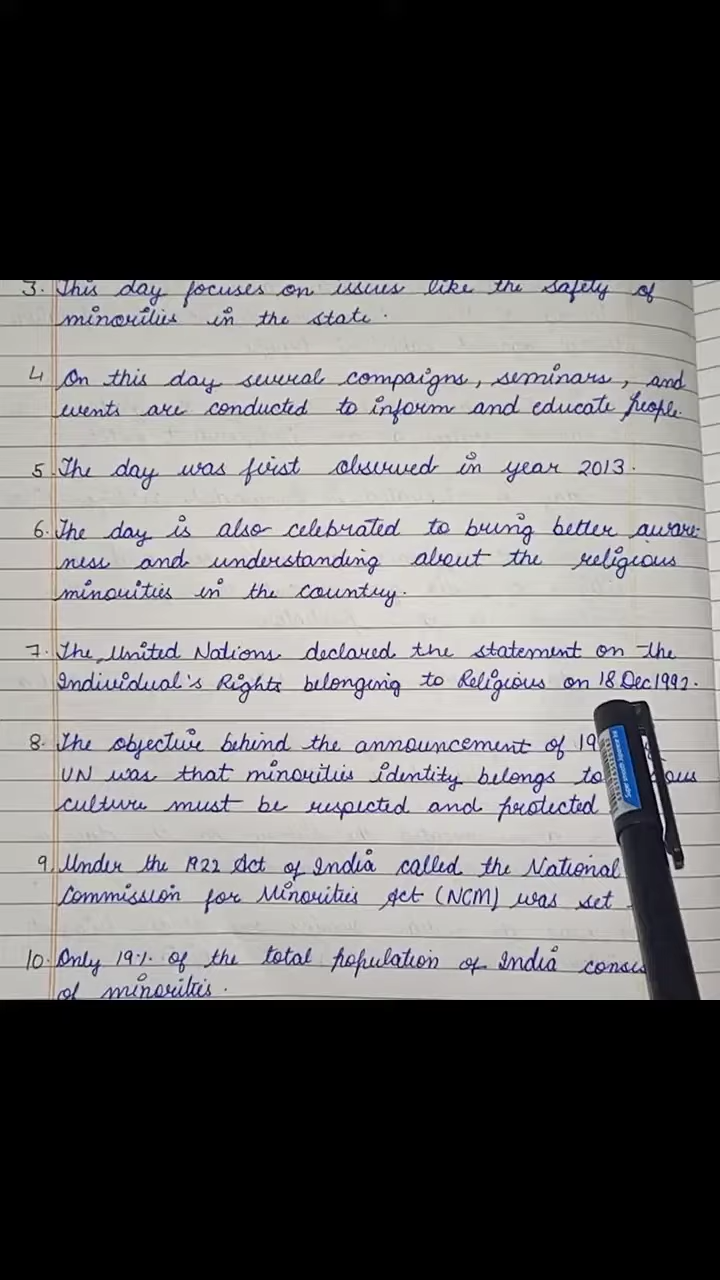 3. This day focuses on issues like the safety of
minorities in the state.
4 On this day several compaigns, seminars, and
events are conducted to inform and educate people.
5. The day was first observed in year 2013.
6. The day is also celebrated to bring better aware-
ness and understanding about the religious
minorities in the country.
7. The United Nations declared the statement on the
Individual's Rights belonging to Religious on 18 Dec 1992.
8. The objective behind the announcement of 19
UN was that minorities identity belongs to
culture must be respected and protected
9. Under the 1922 Act of India called the National
Commission for Minorities Act (NCM) was set
10. Only 19% of the total population of India
of minorities.